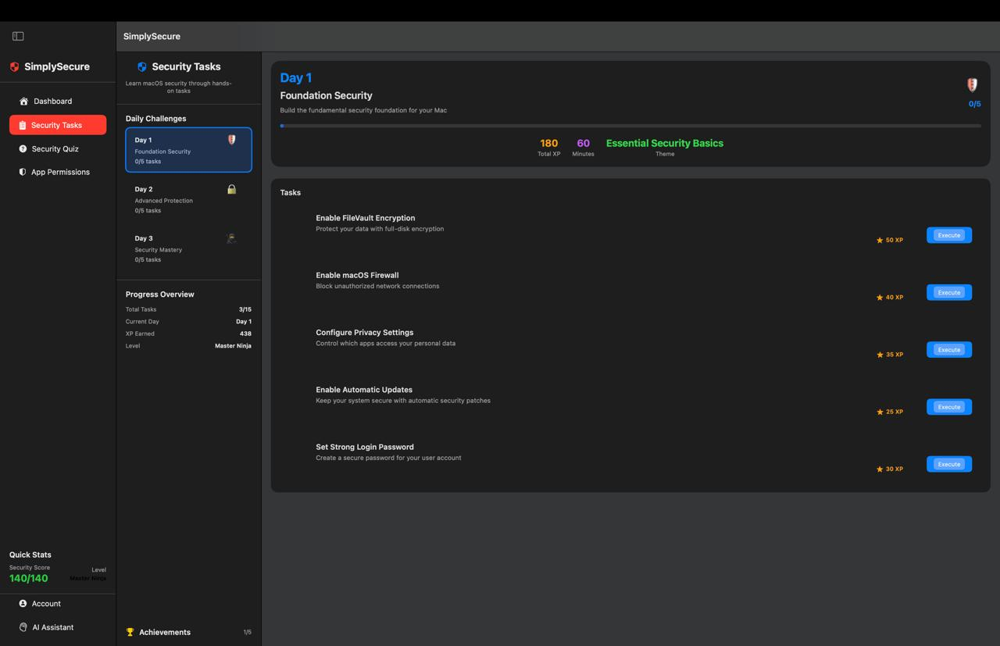 SimplySecure
SimplySecure
Dashboard
Security Tasks
Security Quiz
App Permissions
Quick Stats
Security Score
Level
140/140
Master Ninja
Account
AI Assistant
Security Tasks
Learn macOS security through hands-
on tasks
Daily Challenges
Day 1
Foundation Security
0/5 tasks
Day 2
Advanced Protection
0/5 tasks
Day 3
Security Mastery
0/5 tasks
Progress Overview
Total Tasks 3/15
Current Day Day 1
XP Earned 438
Level Master Ninja
Achievements 1/5
Day 1
Foundation Security
Build the fundamental security foundation for your Mac
0/5
180 60 Essential Security Basics
Total XP Minutes Theme
Tasks
Enable FileVault Encryption
Protect your data with full-disk encryption
50 XP Execute
Enable macOS Firewall
Block unauthorized network connections
40 XP Execute
Configure Privacy Settings
Control which apps access your personal data
35 XP Execute
Enable Automatic Updates
Keep your system secure with automatic security patches
25 XP Execute
Set Strong Login Password
Create a secure password for your user account
30 XP Execute